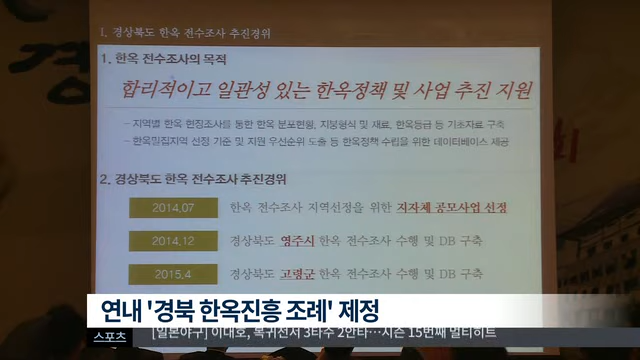 Ⅰ. 경상북도 한옥 전수조사 추진경위
1. 한옥 전수조사의 목적
합리적이고 일관성 있는 한옥정책 및 사업 추진 지원
- 지역별 한옥 현장조사를 통한 한옥 분포현황, 지붕형식 및 재료, 한옥등급 등 기초자료 구축
- 한옥밀집지역 선정 기준 및 지원 우선순위 도출 등 한옥정책 수립을 위한 데이터베이스 제공
2. 경상북도 한옥 전수조사 추진경위
2014.07 한옥 전수조사 지역선정을 위한 지자체 공모사업 선정
2014.12 경상북도 영주시 한옥 전수조사 수행 및 DB 구축
2015.4 경상북도 고령군 한옥 전수조사 수행 및 DB 구축
연내 '경북 한옥진흥 조례' 제정
스포츠 [일본야구] 이대호, 복귀전서 3타수 2안타…시즌 15번째 멀티히트